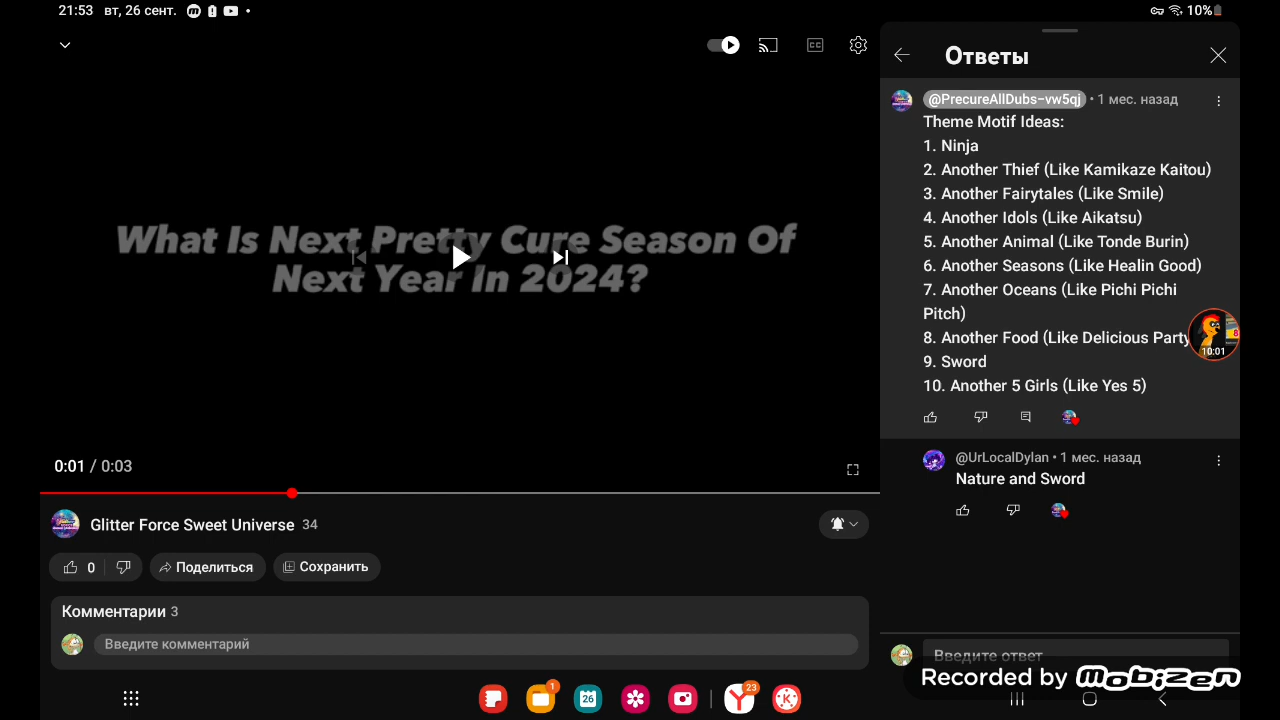 21:53 вт, 26 сент.
10%
Ответы
@PrecureAllDubs-vw5qj • 1 мес. назад
Theme Motif Ideas:
1. Ninja
2. Another Thief (Like Kamikaze Kaitou)
3. Another Fairytales (Like Smile)
4. Another Idols (Like Aikatsu)
5. Another Animal (Like Tonde Burin)
6. Another Seasons (Like Healin Good)
7. Another Oceans (Like Pichi Pichi
Pitch)
8. Another Food (Like Delicious Party
9. Sword
10. Another 5 Girls (Like Yes 5)
10:01
@UrLocalDylan • 1 мес. назад
Nature and Sword
Введите ответ
CC
What Is Next Pretty Cure Season Of
Next Year In 2024?
0:01 / 0:03
Glitter Force Sweet Universe 34
0
Поделиться
Сохранить
Комментарии 3
Введите комментарий
1
26
23
Recorded by mobizen